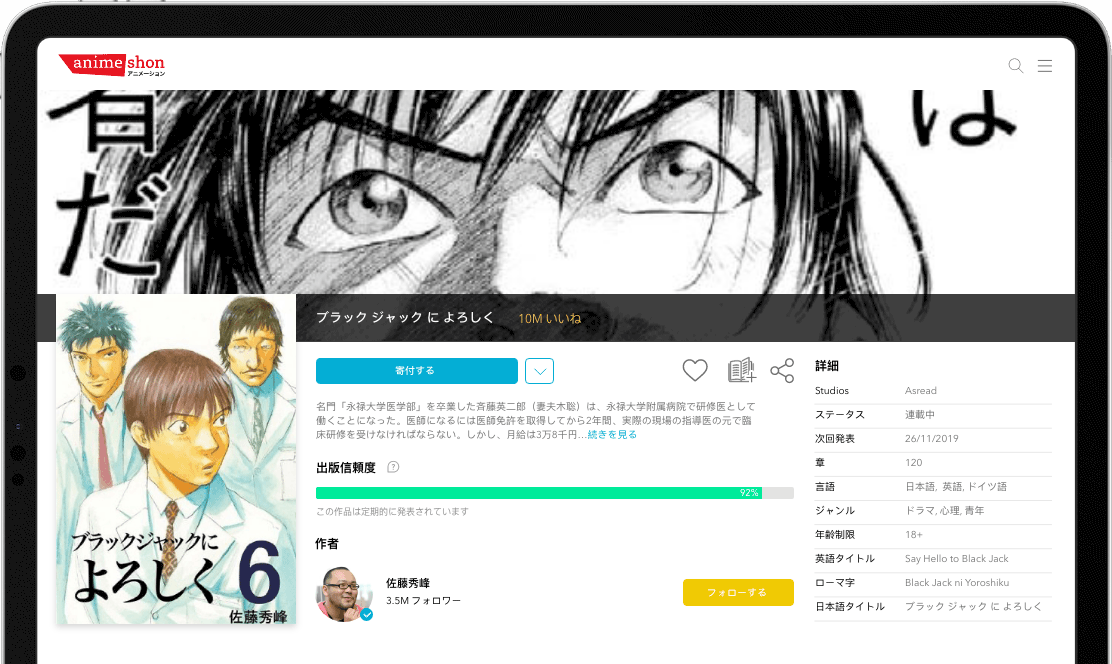 anime shon
アニメーション
は
だ
ブラック ジャック に よろしく 10M いいね
寄付する
名門『永禄大学医学部』を卒業した斉藤英二郎（妻夫木聡）は、永禄大学附属病院で研修医として
働くことになった。医師になるには医師免許を取得してから2年間、実際の現場の指導医の元で臨
床研修を受けなければならない。しかし、月給は3万8千円…続きを見る
出版信頼度 ?
92%
この作品は定期的に発表されています
作者
佐藤秀峰
3.5M フォロワー
フォローする
ブラックジャックに
よろしく
6
佐藤秀峰
詳細
Studios Asread
ステータス 連載中
次回発表 26/11/2019
章 120
言語 日本語, 英語, ドイツ語
ジャンル ドラマ, 心理, 青年
年齢制限 18+
英語タイトル Say Hello to Black Jack
ローマ字 Black Jack ni Yoroshiku
日本語タイトル ブラック ジャック に よろしく